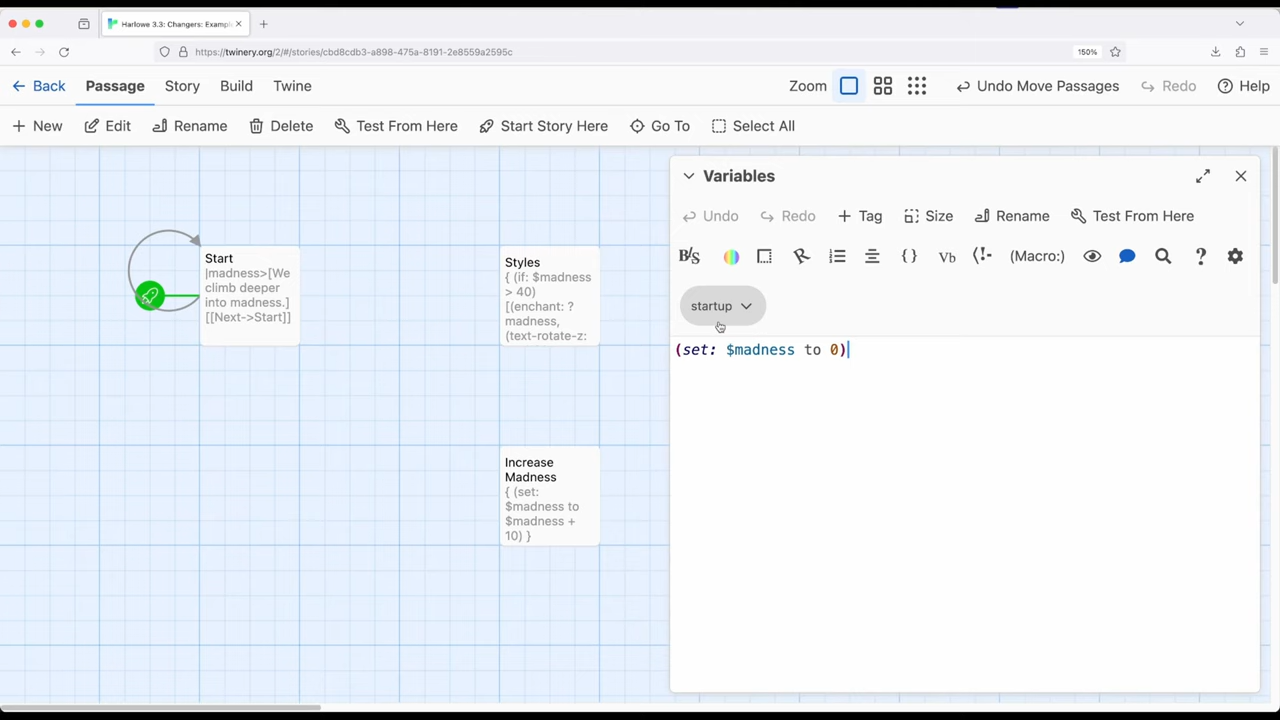 Harlowe 3.3: Changers: Exampl
https://twinery.org/2/#/stories/cbd8cdb3-a898-475a-8191-2e8559a2595c
150%
Back
Passage
Story
Build
Twine
Zoom
Undo Move Passages
Redo
Help
New
Edit
Rename
Delete
Test From Here
Start Story Here
Go To
Select All
Start
|madness>[We
climb deeper
into madness.]
[[Next->Start]]
Styles
{ (if: $madness
> 40)
[(enchant: ?
madness,
(text-rotate-z:
Increase
Madness
{ (set:
$madness to
$madness +
10) }
Variables
Undo
Redo
+ Tag
Size
Rename
Test From Here
B/S
{}
Vb
(Macro:)
startup
(set: $madness to 0)